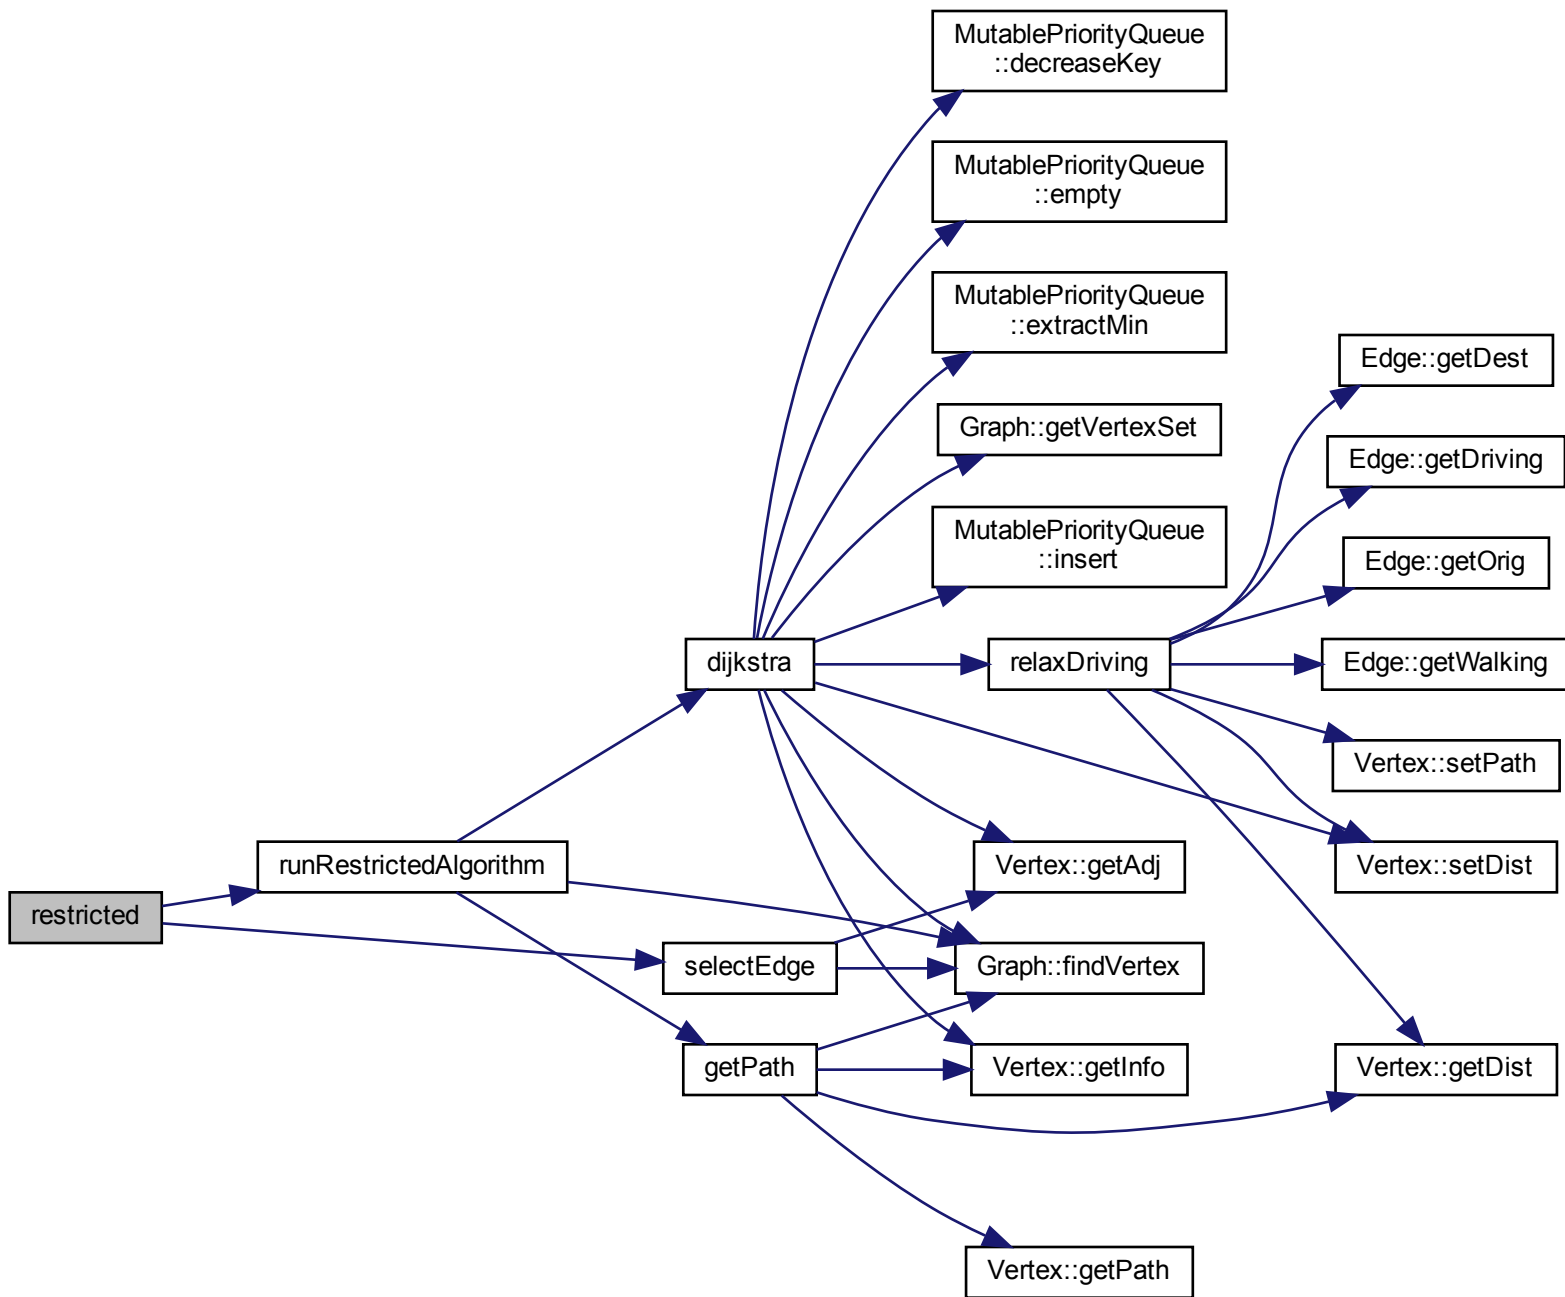 MutablePriorityQueue
::decreaseKey
MutablePriorityQueue
::empty
MutablePriorityQueue
::extractMin
Edge::getDest
Graph::getVertexSet
Edge::getDriving
MutablePriorityQueue
::insert
Edge::getOrig
dijkstra
relaxDriving
Edge::getWalking
Vertex::setPath
runRestrictedAlgorithm
Vertex::getAdj
Vertex::setDist
restricted
selectEdge
Graph::findVertex
getPath
Vertex::getInfo
Vertex::getDist
Vertex::getPath